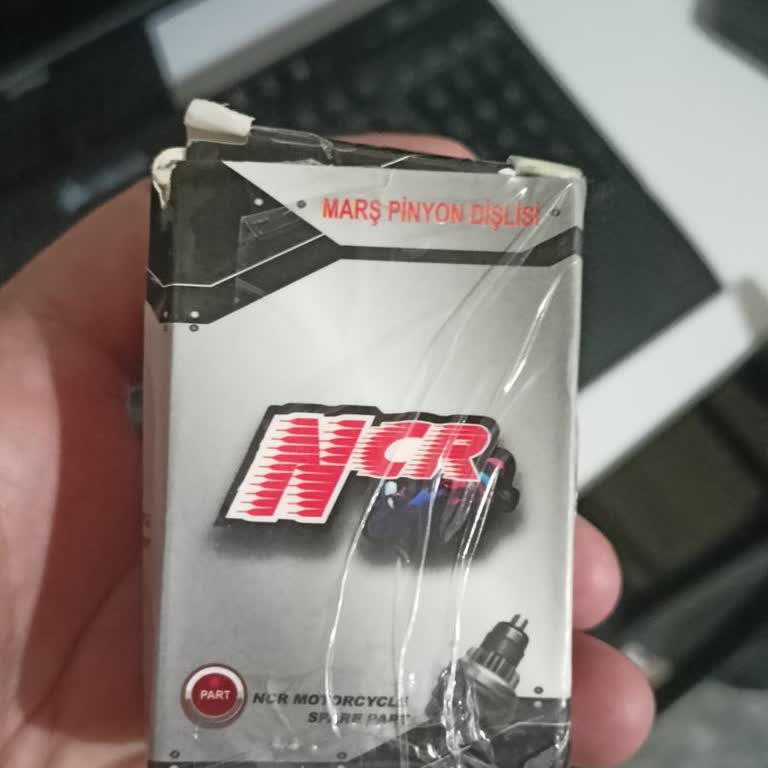 MARŞ PİNYON DİŞLİSİ
NCR
PART
NCR MOTORCYCLE
SPARE PART